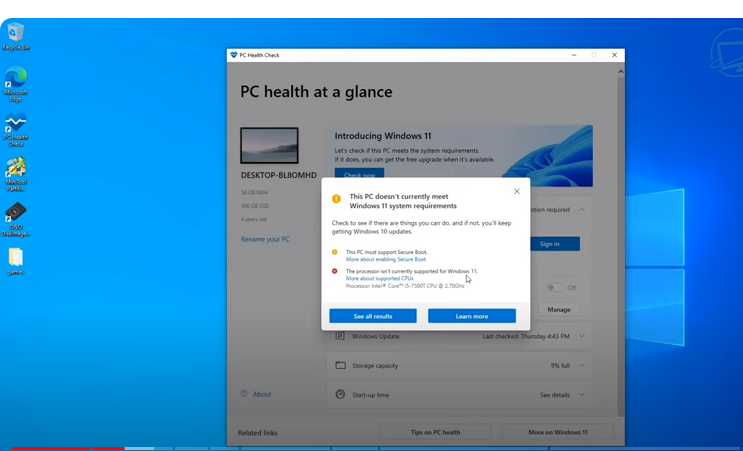 Recycle Bin
Microsoft
Edge
PC Health
Check
MiniTool
Partiti...
O&O
DiskImage...
games
PC Health Check
PC health at a glance
DESKTOP-BL8OMHD
16 GB RAM
500 GB SSD
4 years old
Rename your PC
Introducing Windows 11
Let's check if this PC meets the system requirements.
If it does, you can get the free upgrade when it's available.
Check now
ntion required
Sign in
Off
Manage
This PC doesn't currently meet
Windows 11 system requirements
Check to see if there are things you can do, and if not, you'll keep
getting Windows 10 updates.
This PC must support Secure Boot.
More about enabling Secure Boot
The processor isn't currently supported for Windows 11.
More about supported CPUs
Processor: Intel® Core™ i5-7500T CPU @ 2.70GHz
See all results
Learn more
Windows Update
Last checked: Thursday 4:43 PM
Storage capacity
9% full
Start-up time
See details
About
Related links
Tips on PC health
More on Windows 11